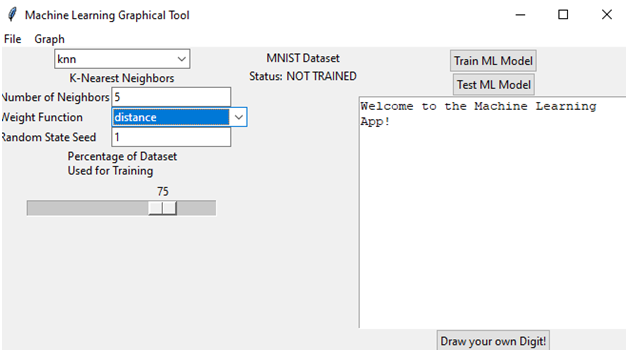 Machine Learning Graphical Tool
File Graph
knn
K-Nearest Neighbors
Number of Neighbors 5
Weight Function distance
Random State Seed 1
Percentage of Dataset
Used for Training
75
MNIST Dataset
Status: NOT TRAINED
Train ML Model
Test ML Model
Welcome to the Machine Learning
App!
Draw your own Digit!